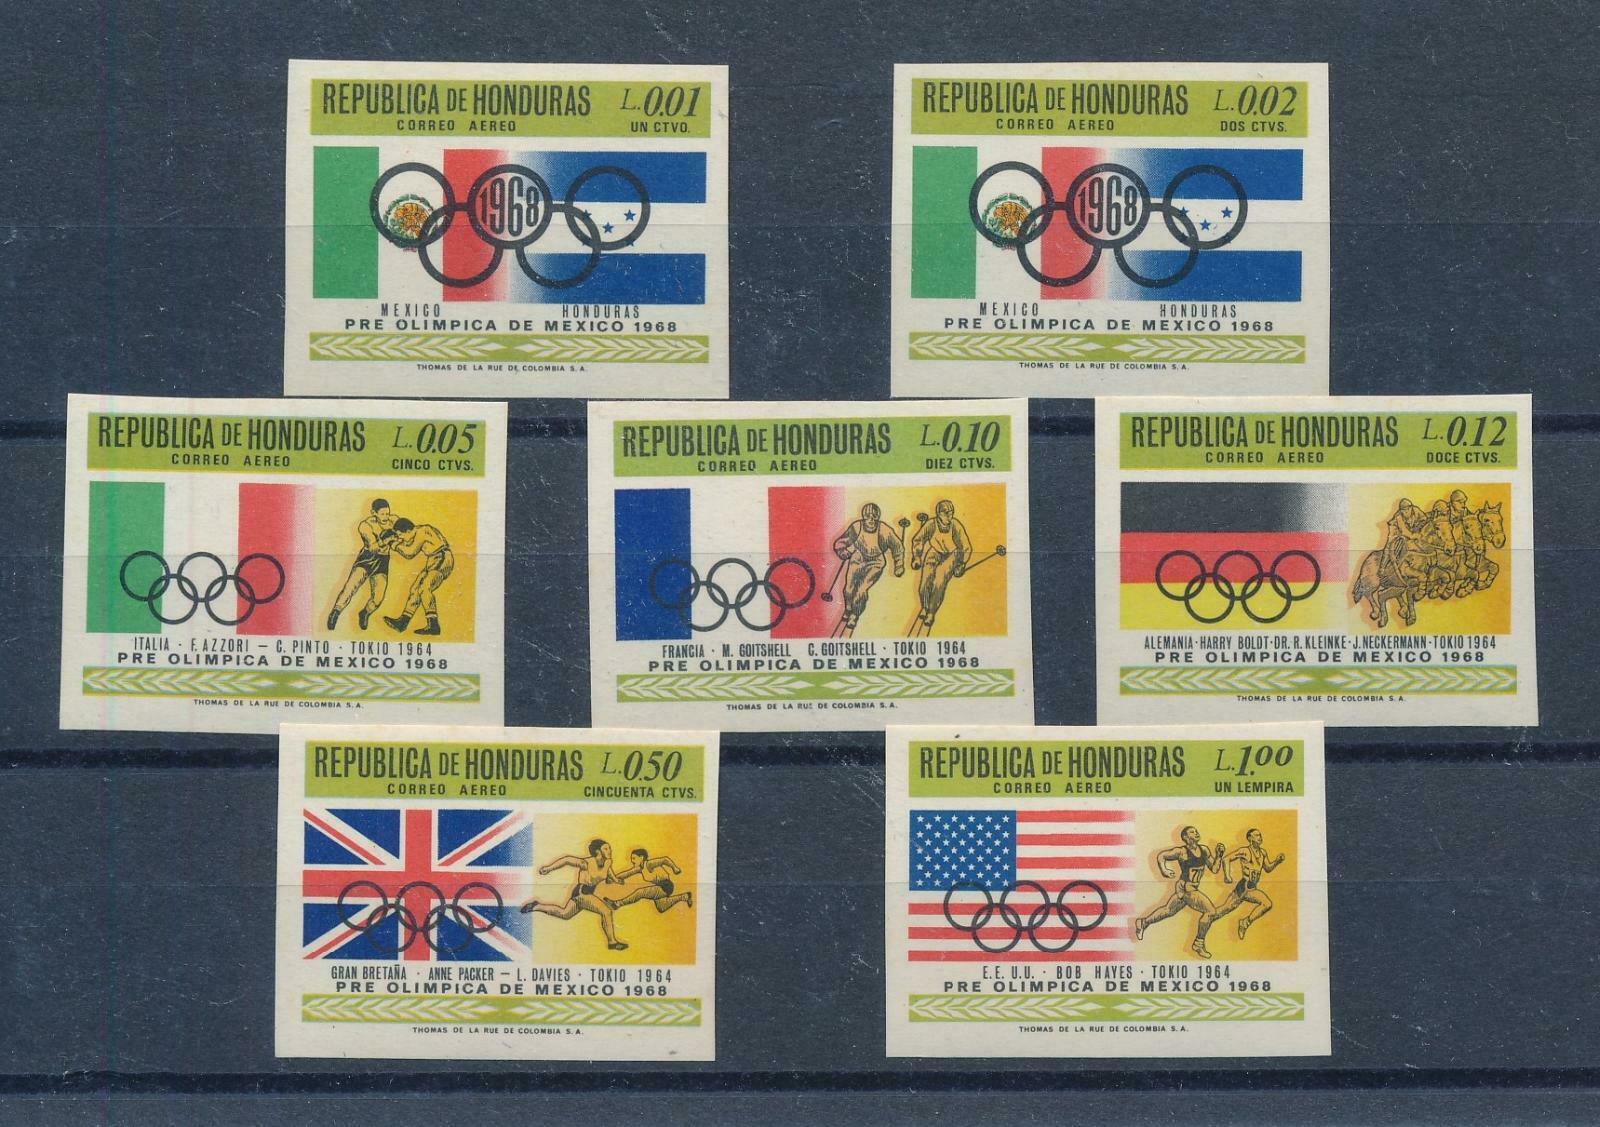 REPUBLICA DE HONDURAS L.0.01
CORREO AEREO UN CTVO.
1968
MEXICO HONDURAS
PRE OLIMPICA DE MEXICO 1968
THOMAS DE LA RUE DE COLOMBIA S. A.
REPUBLICA DE HONDURAS L.0.02
CORREO AEREO DOS CTVS.
1968
MEXICO HONDURAS
PRE OLIMPICA DE MEXICO 1968
THOMAS DE LA RUE DE COLOMBIA S. A.
REPUBLICA DE HONDURAS L.0.05
CORREO AEREO CINCO CTVS.
ITALIA · F. AZZORI — C. PINTO · TOKIO 1964
PRE OLIMPICA DE MEXICO 1968
THOMAS DE LA RUE DE COLOMBIA S. A.
REPUBLICA DE HONDURAS L.0.10
CORREO AEREO DIEZ CTVS.
FRANCIA · M. GOITSHELL C. GOITSHELL · TOKIO 1964
PRE OLIMPICA DE MEXICO 1968
THOMAS DE LA RUE DE COLOMBIA S. A.
REPUBLICA DE HONDURAS L.0.12
CORREO AEREO DOCE CTVS.
ALEMANIA·HARRY BOLDT·DR. R. KLEINKE·J. NECKERMANN·TOKIO 1964
PRE OLIMPICA DE MEXICO 1968
THOMAS DE LA RUE DE COLOMBIA S. A.
REPUBLICA DE HONDURAS L.0.50
CORREO AEREO CINCUENTA CTVS.
GRAN BRETAÑA · ANNE PACKER — L. DAVIES · TOKIO 1964
PRE OLIMPICA DE MEXICO 1968
THOMAS DE LA RUE DE COLOMBIA S. A.
REPUBLICA DE HONDURAS L.1.00
CORREO AEREO UN LEMPIRA
E.E. U.U. · BOB HAYES · TOKIO 1964
PRE OLIMPICA DE MEXICO 1968
THOMAS DE LA RUE DE COLOMBIA S. A.